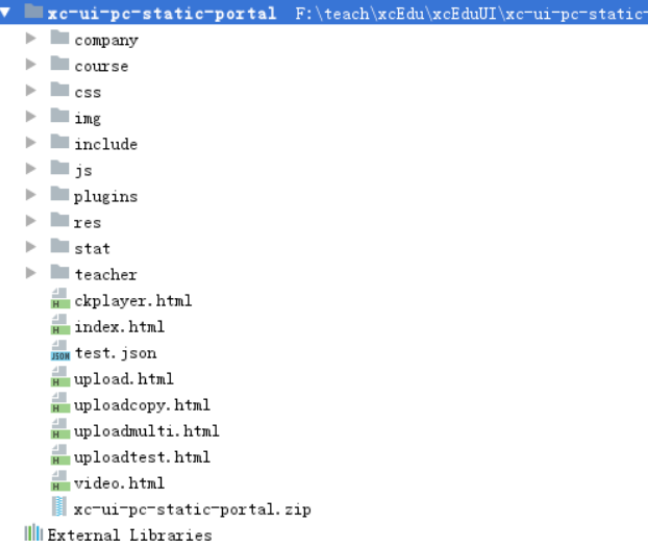 xc-ui-pc-static-portal F:\teach\xcEdu\xcEduUI\xc-ui-pc-static-
company
course
css
img
include
js
plugins
res
stat
teacher
ckplayer.html
index.html
test.json
upload.html
uploadcopy.html
uploadmulti.html
uploadtest.html
video.html
xc-ui-pc-static-portal.zip
External Libraries